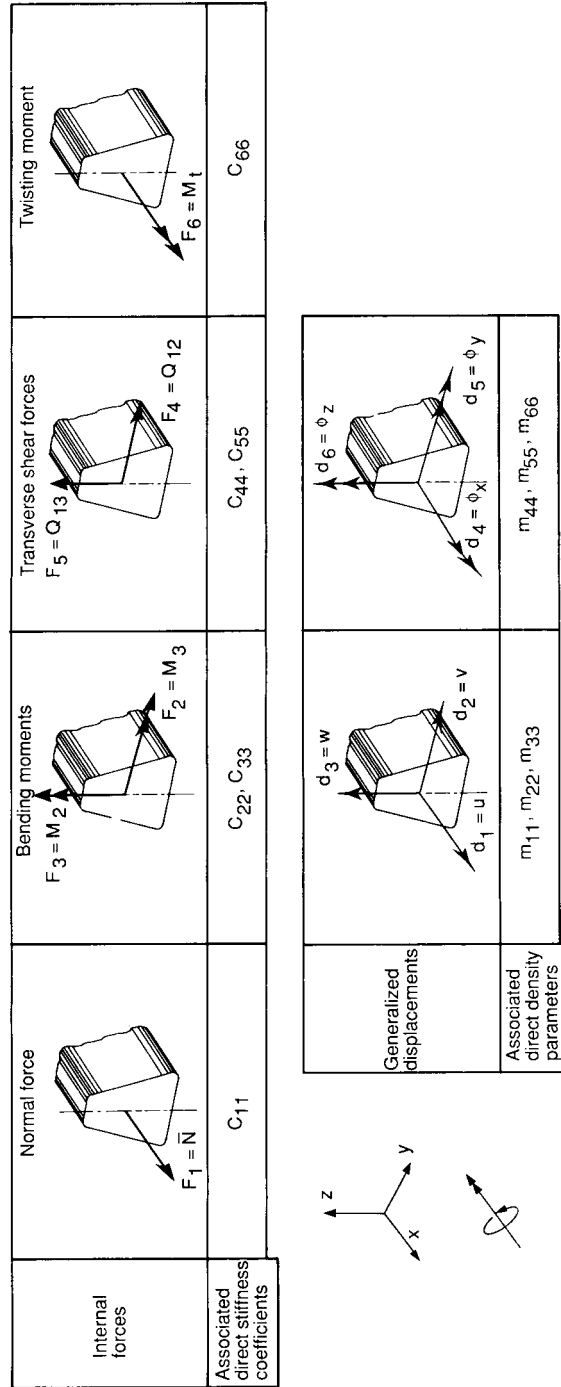 Internal
forces
Normal force
F1 = N̅
Bending moments
F3 = M2
F2 = M3
Transverse shear forces
F5 = Q13
F4 = Q12
Twisting moment
F6 = Mt
Associated
direct stiffness
coefficients
C11
C22, C33
C44, C55
C66
z
y
x
Generalized
displacements
d3 = w
d2 = v
d1 = u
d6 = ϕz
d5 = ϕy
d4 = ϕx
Associated
direct density
parameters
m11, m22, m33
m44, m55, m66